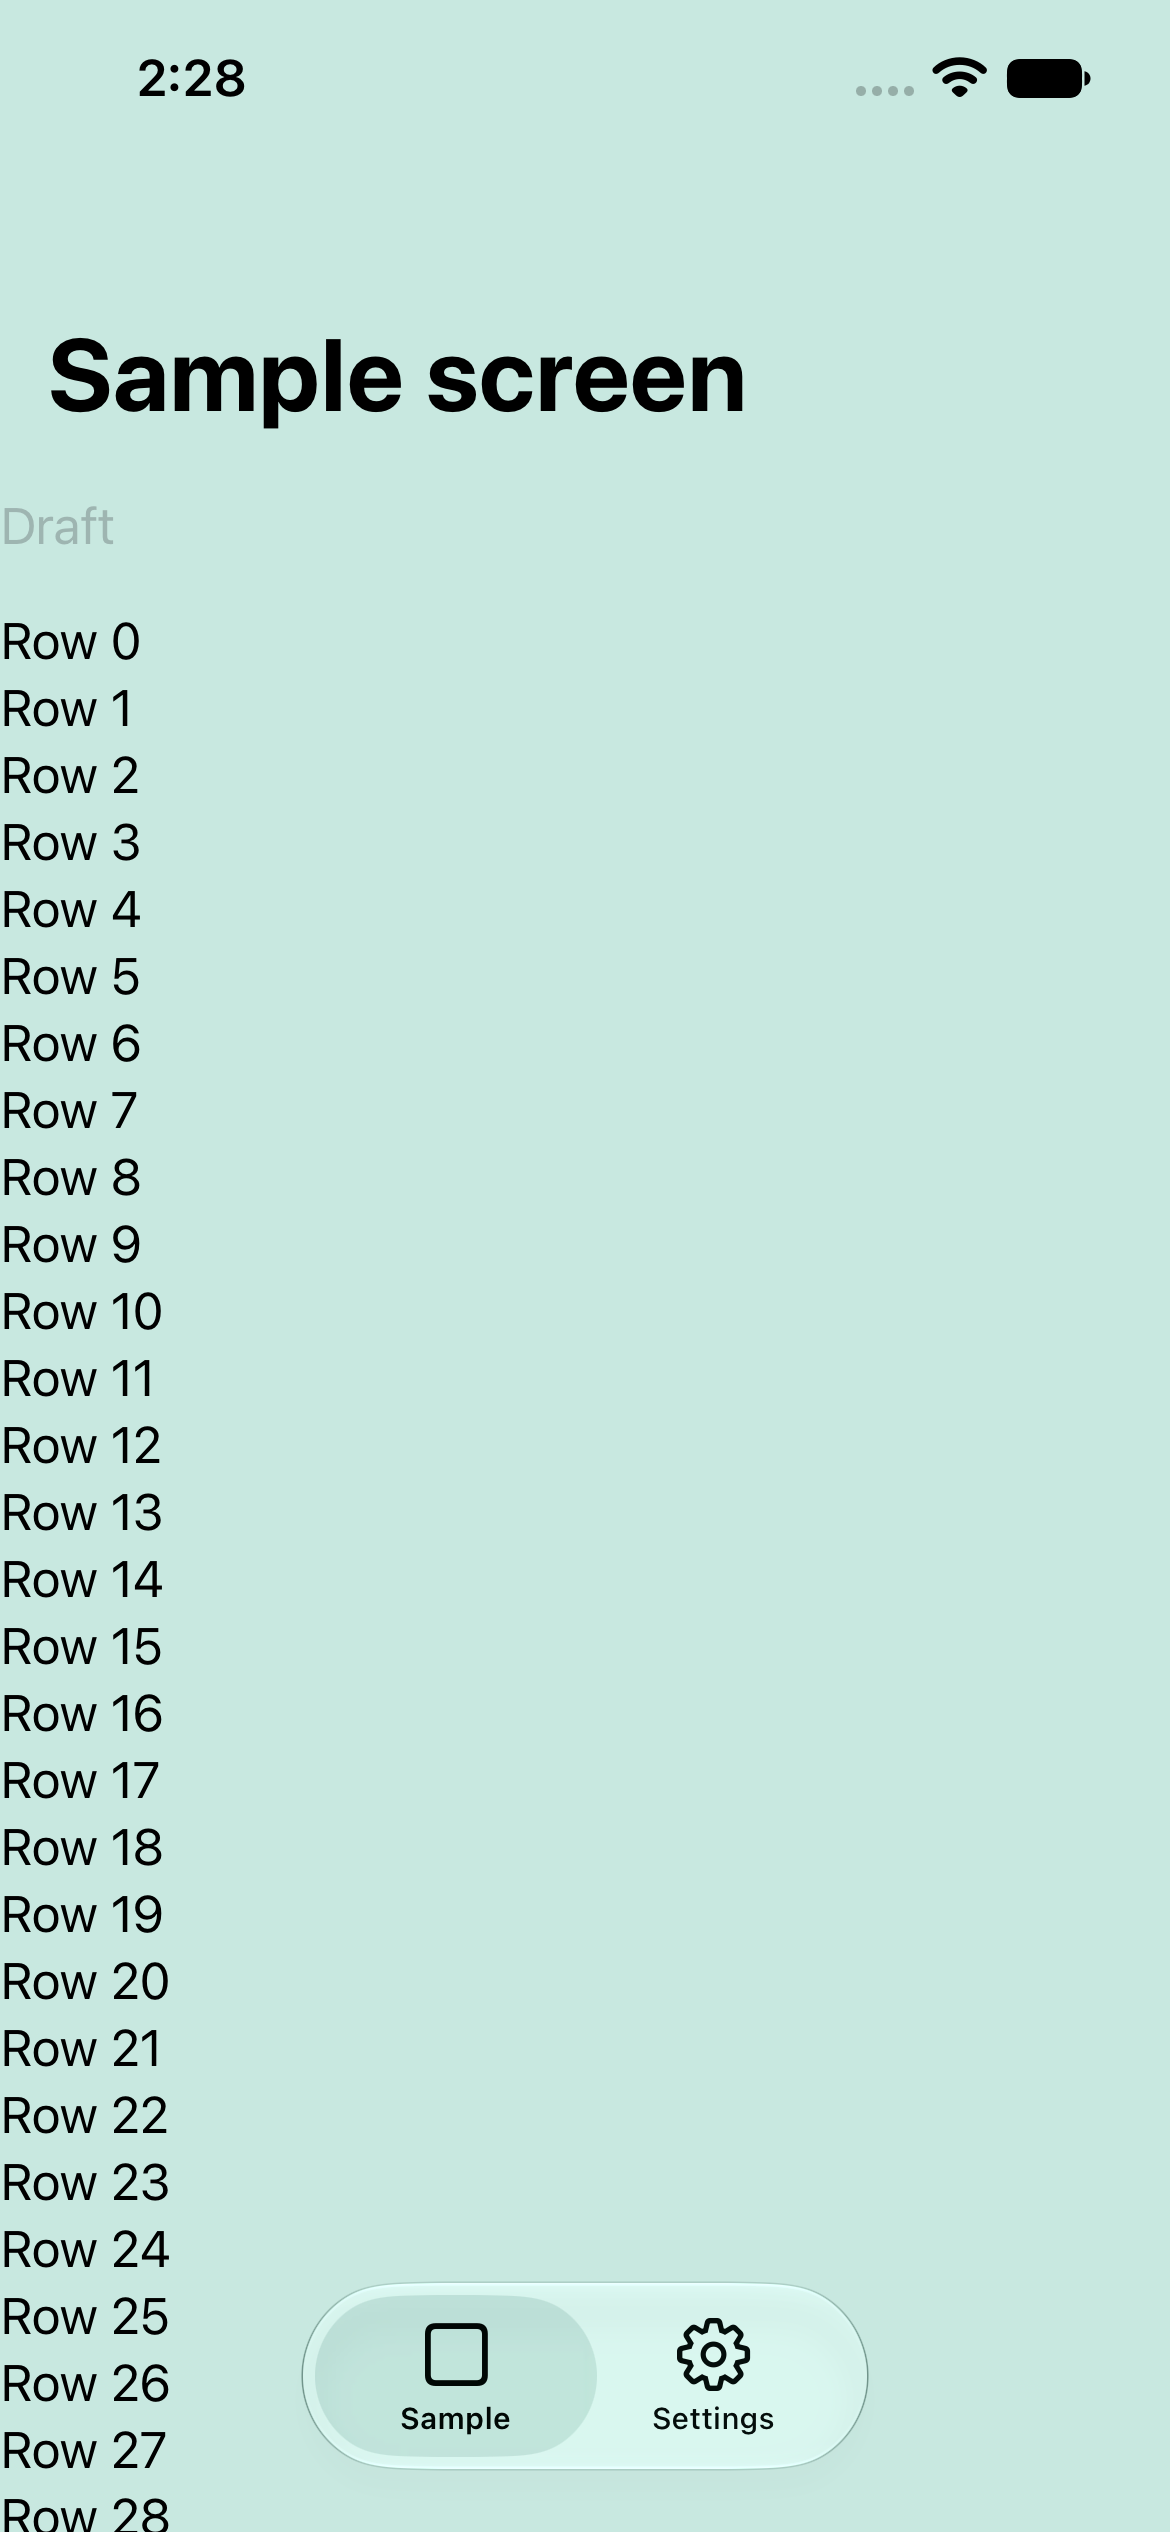 2:28
Sample screen
Draft
Row 0
Row 1
Row 2
Row 3
Row 4
Row 5
Row 6
Row 7
Row 8
Row 9
Row 10
Row 11
Row 12
Row 13
Row 14
Row 15
Row 16
Row 17
Row 18
Row 19
Row 20
Row 21
Row 22
Row 23
Row 24
Row 25
Row 26
Row 27
Row 28
Sample
Settings